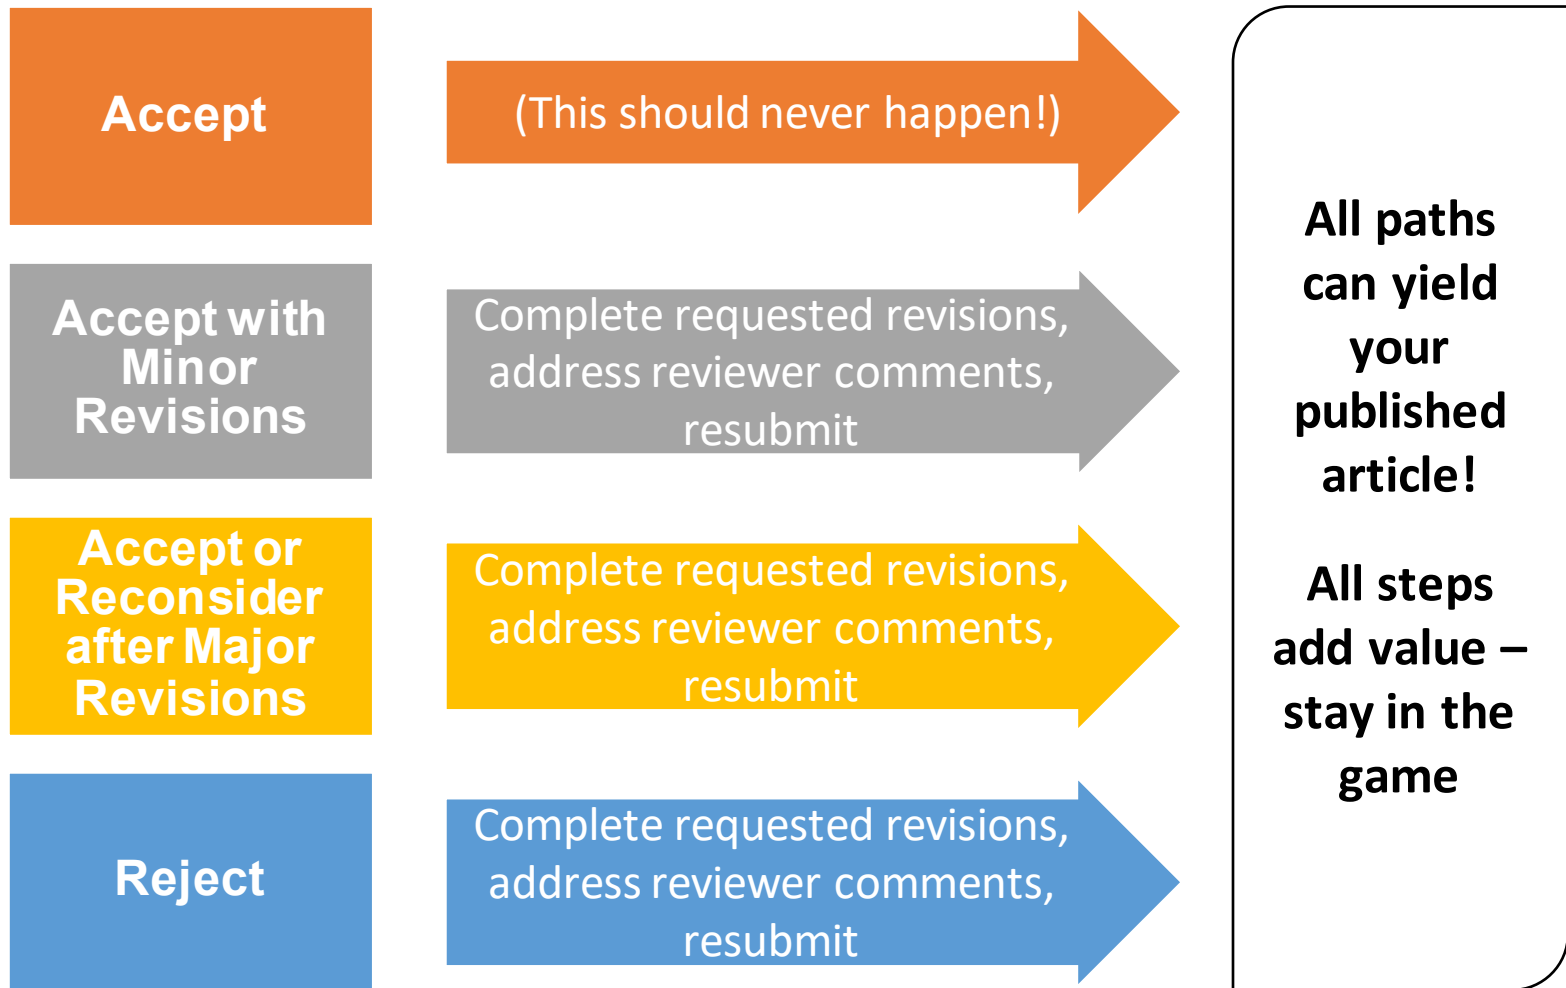 Accept
(This should never happen!)
Accept with
Minor
Revisions
Complete requested revisions,
address reviewer comments,
resubmit
Accept or
Reconsider
after Major
Revisions
Complete requested revisions,
address reviewer comments,
resubmit
Reject
Complete requested revisions,
address reviewer comments,
resubmit
All paths
can yield
your
published
article!
All steps
add value –
stay in the
game